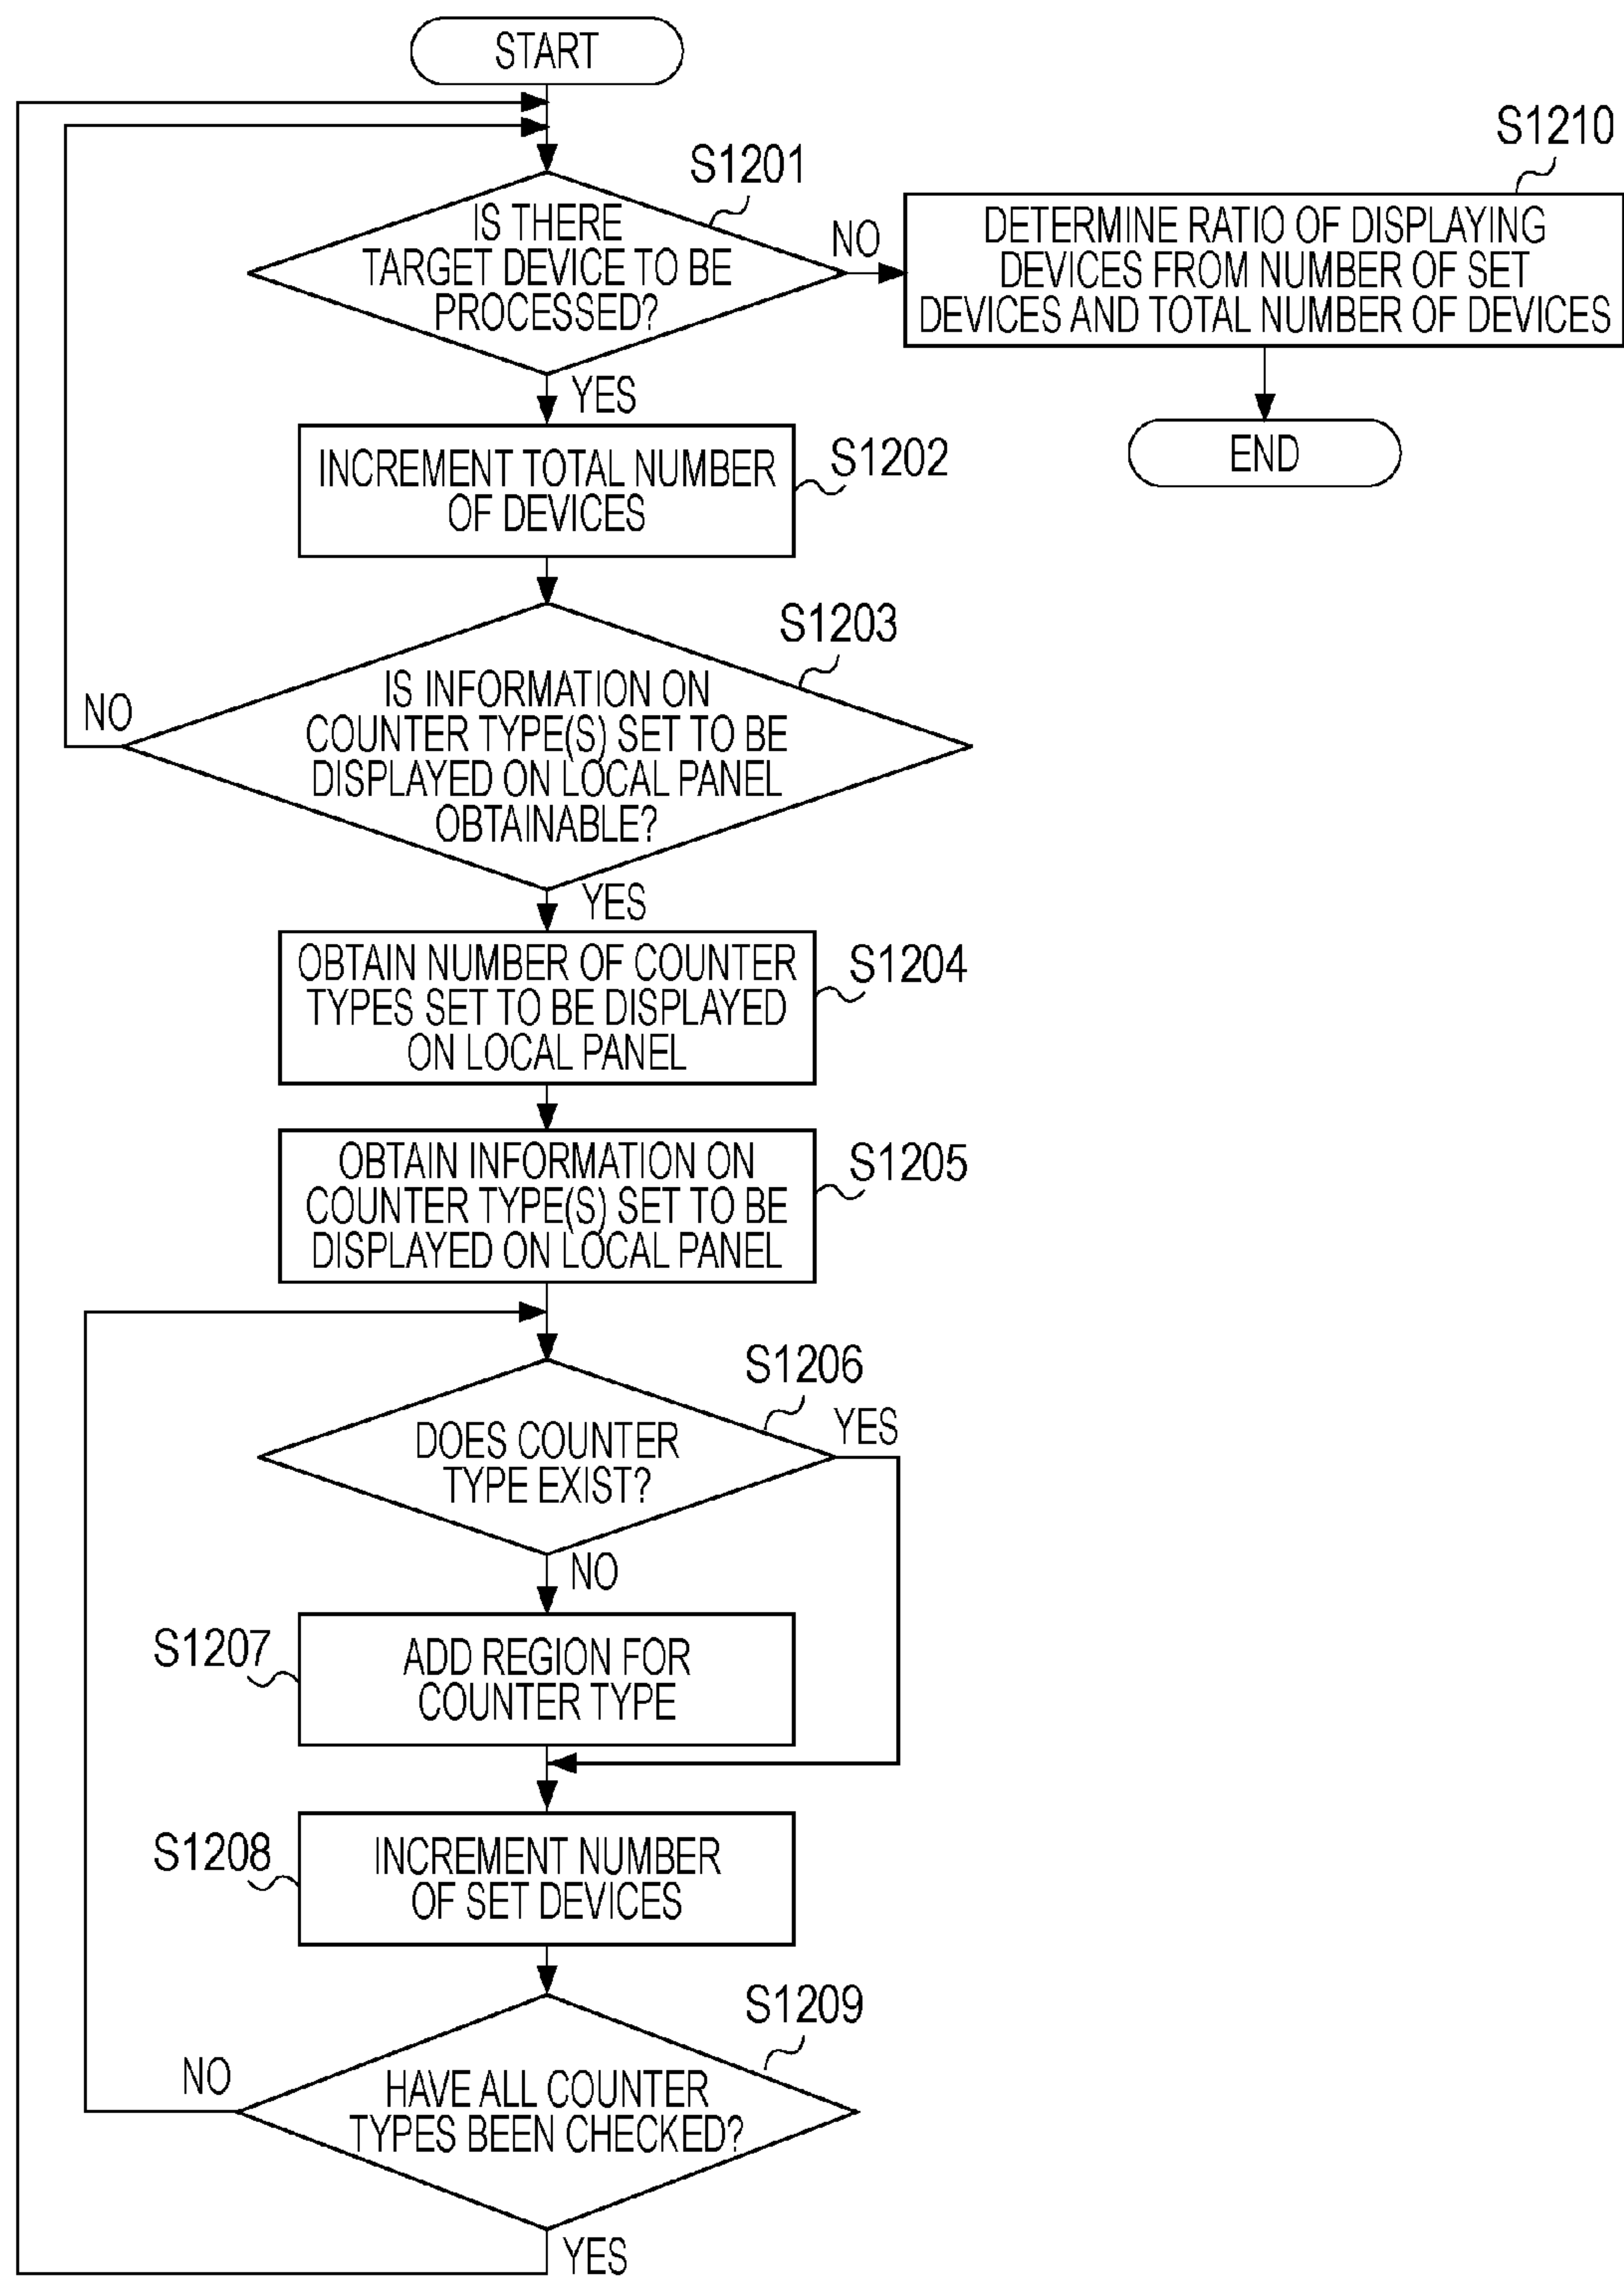 START
S1201
IS THERE
TARGET DEVICE TO BE
PROCESSED?
NO
S1210
DETERMINE RATIO OF DISPLAYING
DEVICES FROM NUMBER OF SET
DEVICES AND TOTAL NUMBER OF DEVICES
END
YES
INCREMENT TOTAL NUMBER
OF DEVICES
S1202
S1203
IS INFORMATION ON
COUNTER TYPE(S) SET TO BE
DISPLAYED ON LOCAL PANEL
OBTAINABLE?
NO
YES
OBTAIN NUMBER OF COUNTER
TYPES SET TO BE DISPLAYED
ON LOCAL PANEL
S1204
OBTAIN INFORMATION ON
COUNTER TYPE(S) SET TO BE
DISPLAYED ON LOCAL PANEL
S1205
S1206
DOES COUNTER
TYPE EXIST?
YES
NO
S1207
ADD REGION FOR
COUNTER TYPE
S1208
INCREMENT NUMBER
OF SET DEVICES
S1209
HAVE ALL COUNTER
TYPES BEEN CHECKED?
NO
YES